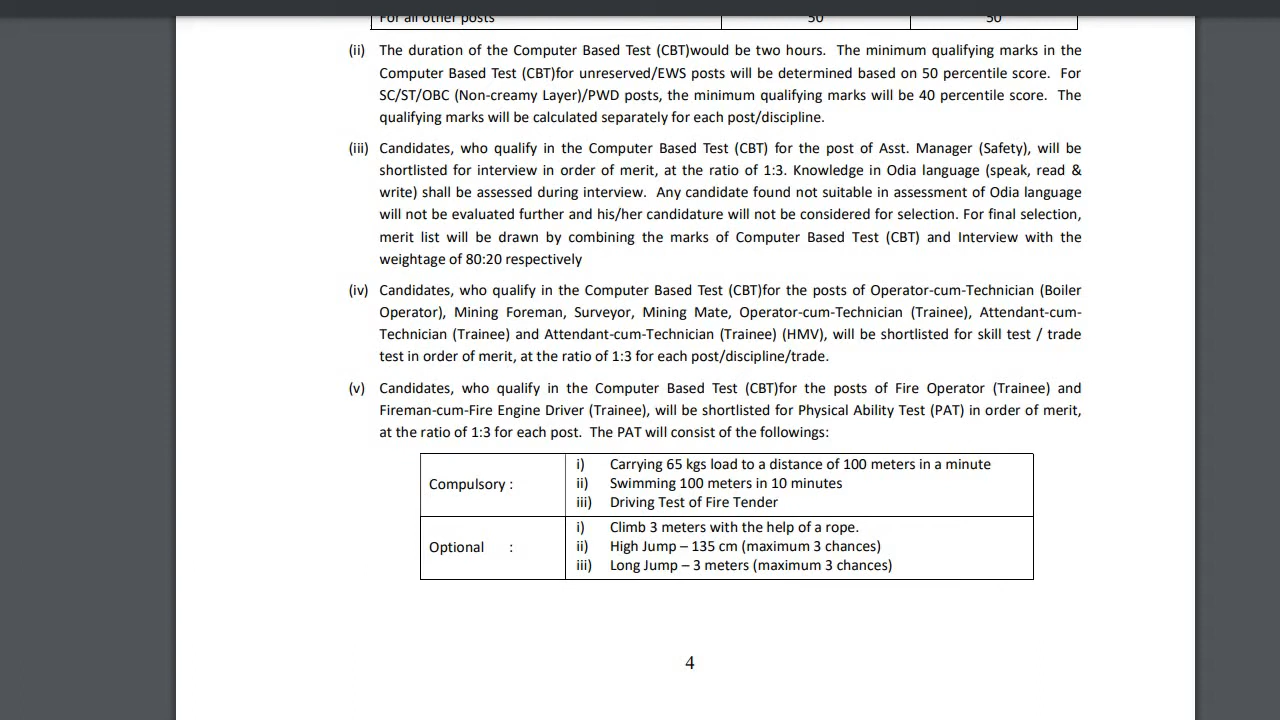 For all other posts 50 50
(ii) The duration of the Computer Based Test (CBT)would be two hours. The minimum qualifying marks in the
Computer Based Test (CBT)for unreserved/EWS posts will be determined based on 50 percentile score. For
SC/ST/OBC (Non-creamy Layer)/PWD posts, the minimum qualifying marks will be 40 percentile score. The
qualifying marks will be calculated separately for each post/discipline.
(iii) Candidates, who qualify in the Computer Based Test (CBT) for the post of Asst. Manager (Safety), will be
shortlisted for interview in order of merit, at the ratio of 1:3. Knowledge in Odia language (speak, read &
write) shall be assessed during interview. Any candidate found not suitable in assessment of Odia language
will not be evaluated further and his/her candidature will not be considered for selection. For final selection,
merit list will be drawn by combining the marks of Computer Based Test (CBT) and Interview with the
weightage of 80:20 respectively
(iv) Candidates, who qualify in the Computer Based Test (CBT)for the posts of Operator-cum-Technician (Boiler
Operator), Mining Foreman, Surveyor, Mining Mate, Operator-cum-Technician (Trainee), Attendant-cum-
Technician (Trainee) and Attendant-cum-Technician (Trainee) (HMV), will be shortlisted for skill test / trade
test in order of merit, at the ratio of 1:3 for each post/discipline/trade.
(v) Candidates, who qualify in the Computer Based Test (CBT)for the posts of Fire Operator (Trainee) and
Fireman-cum-Fire Engine Driver (Trainee), will be shortlisted for Physical Ability Test (PAT) in order of merit,
at the ratio of 1:3 for each post. The PAT will consist of the followings:
Compulsory :
i) Carrying 65 kgs load to a distance of 100 meters in a minute
ii) Swimming 100 meters in 10 minutes
iii) Driving Test of Fire Tender
Optional :
i) Climb 3 meters with the help of a rope.
ii) High Jump – 135 cm (maximum 3 chances)
iii) Long Jump – 3 meters (maximum 3 chances)
4